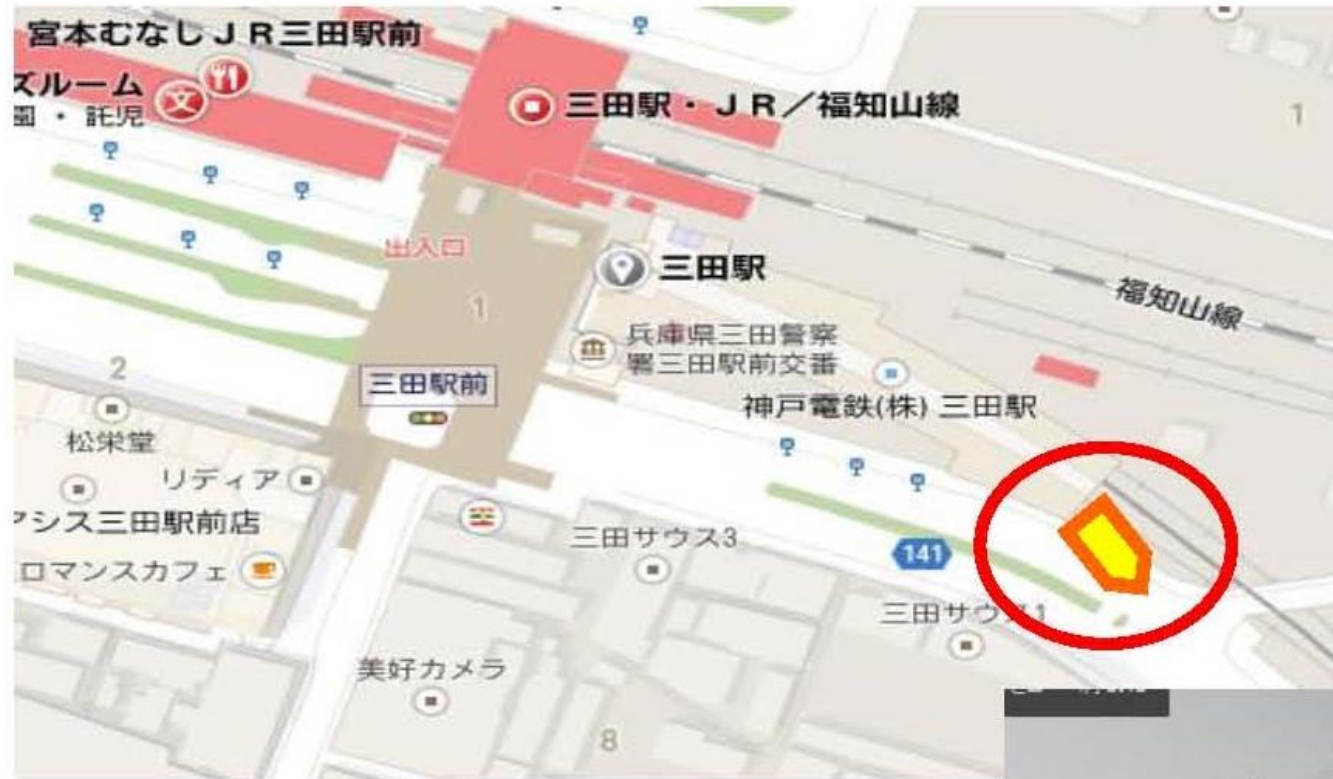 宮本むなしJR三田駅前
ズルーム
園・託児
三田駅・JR/福知山線
1
出入口
三田駅
1
福知山線
兵庫県三田警察
署三田駅前交番
2
三田駅前
神戸電鉄(株) 三田駅
松栄堂
リディア
アシス三田駅前店
三田サウス3
141
ロマンスカフェ
三田サウス1
美好カメラ
8